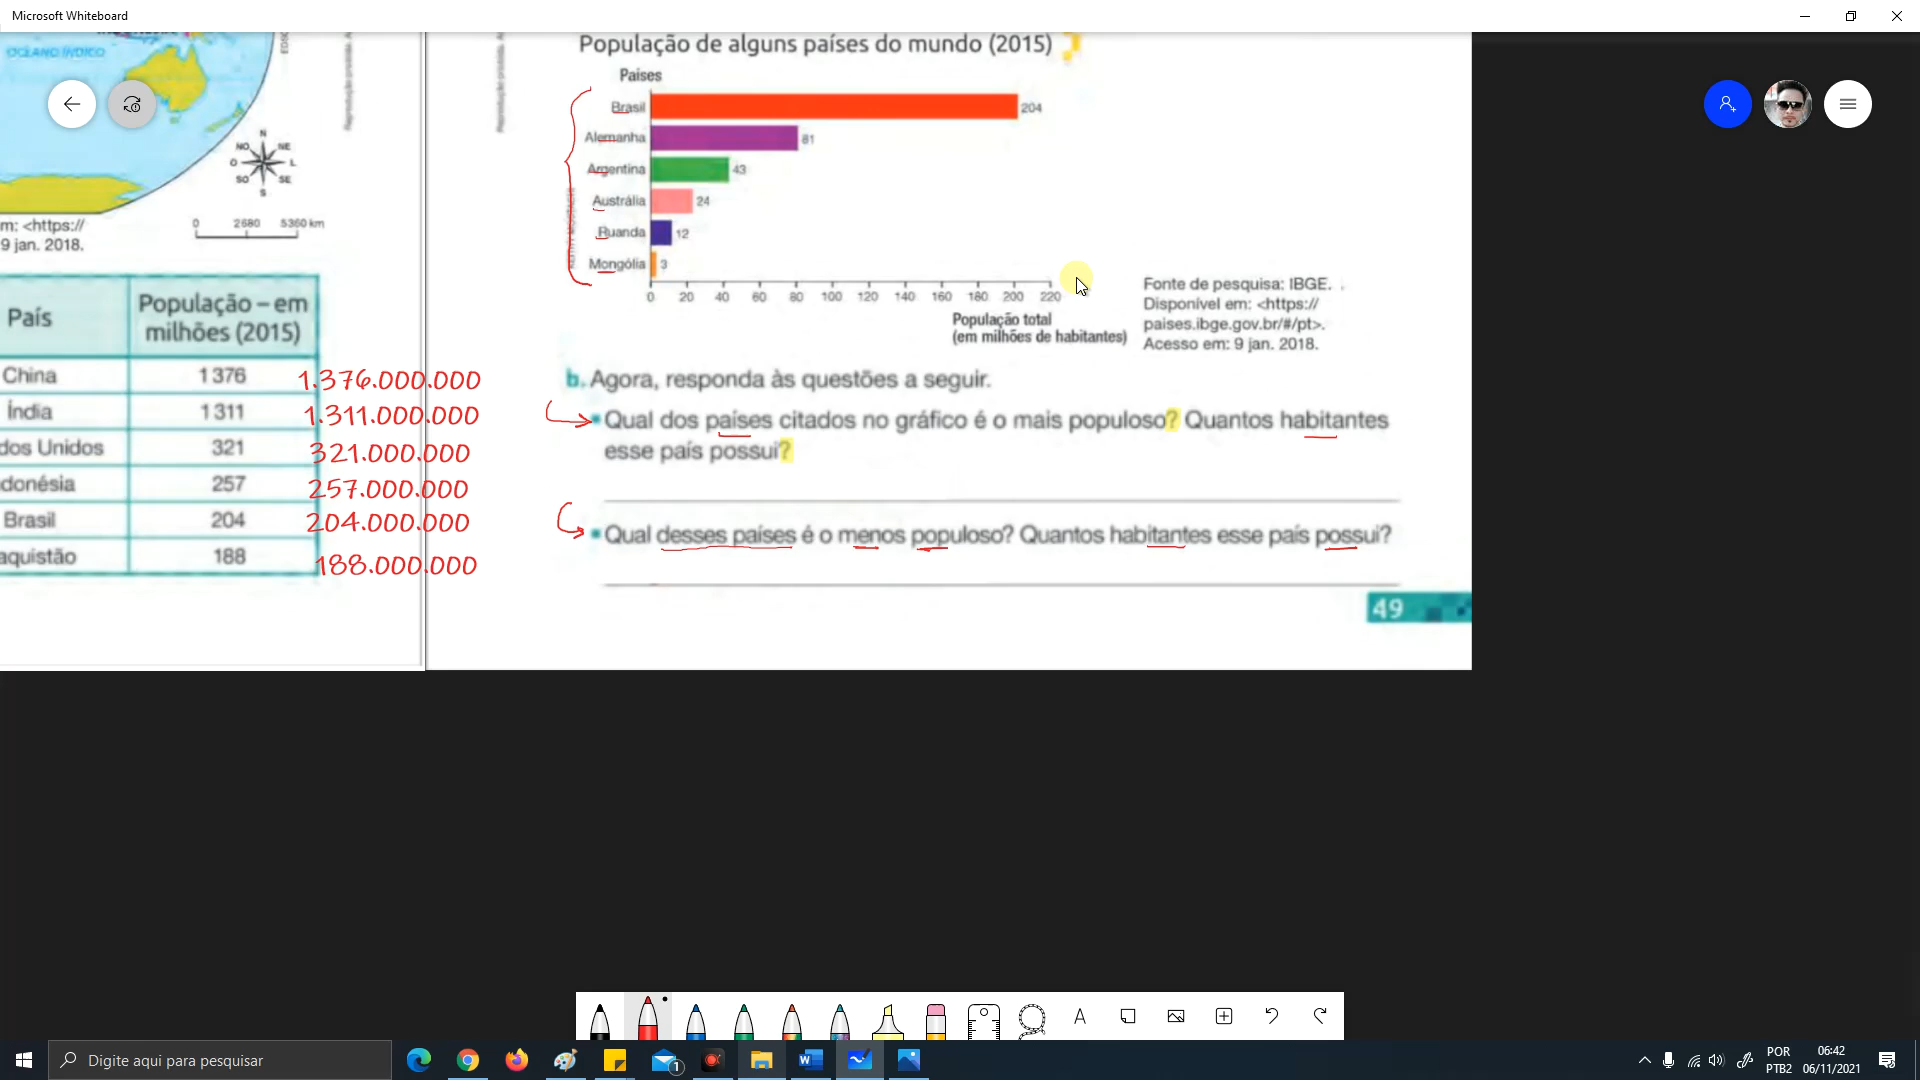 Microsoft Whiteboard
OCEANO ÍNDICO
N
NO NE
O L
SO SE
S
0 2680 5360 km
m: <https://
9 jan. 2018.
País
População – em
milhões (2015)
China 1 376 1.376.000.000
Índia 1 311 1.311.000.000
dos Unidos 321 321.000.000
donésia 257 257.000.000
Brasil 204 204.000.000
aquistão 188 188.000.000
População de alguns países do mundo (2015)
Países
Brasil 204
Alemanha 81
Argentina 43
Austrália 24
Ruanda 12
Mongólia 3
0 20 40 60 80 100 120 140 160 180 200 220
População total
(em milhões de habitantes)
Fonte de pesquisa: IBGE.
Disponível em: <https://
paises.ibge.gov.br/#/pt>.
Acesso em: 9 jan. 2018.
b. Agora, responda às questões a seguir.
Qual dos países citados no gráfico é o mais populoso? Quantos habitantes
esse país possui?
Qual desses países é o menos populoso? Quantos habitantes esse país possui?
49
Digite aqui para pesquisar
1
POR
PTB2
06:42
06/11/2021